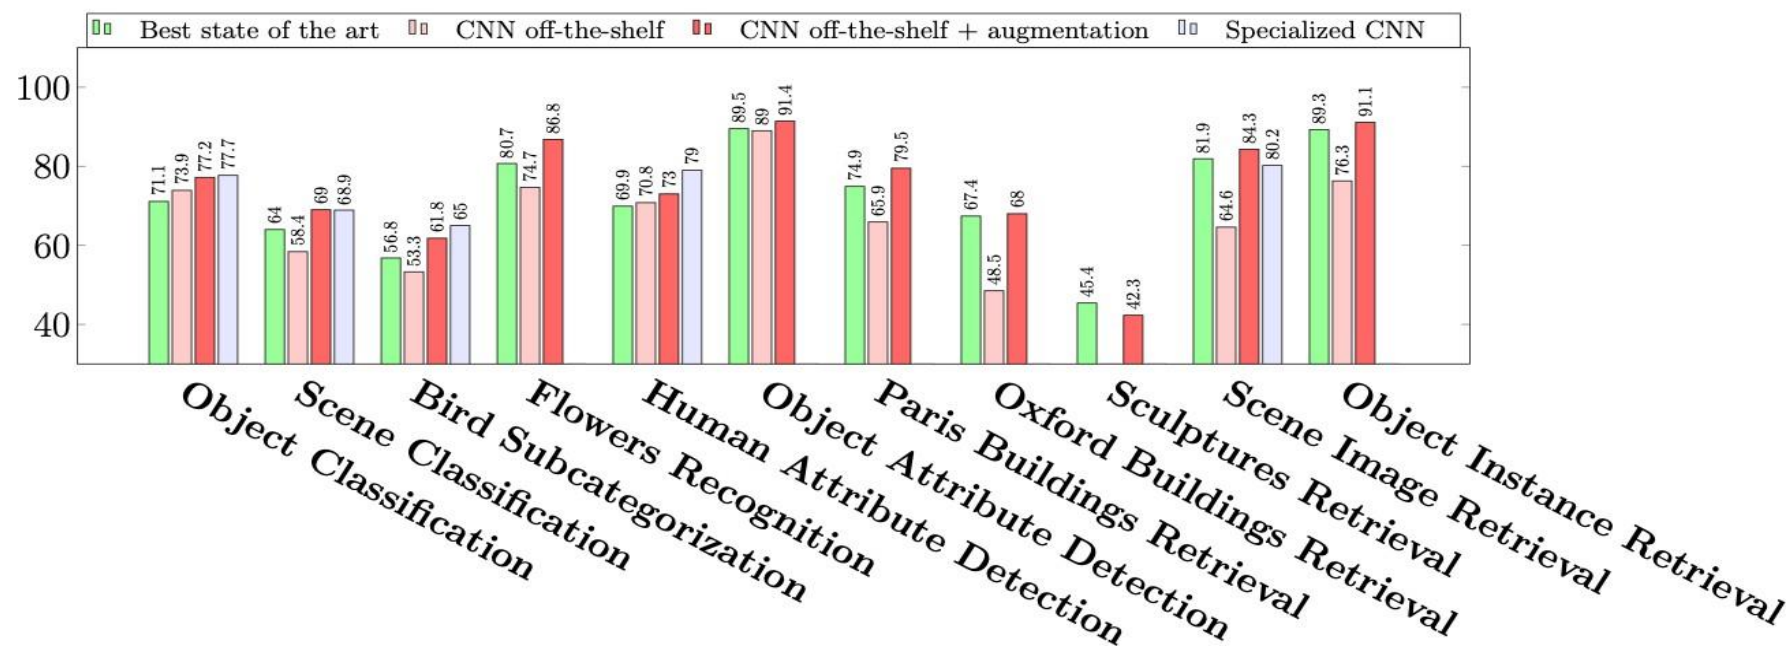 Best state of the art CNN off-the-shelf CNN off-the-shelf + augmentation Specialized CNN
100
80
60
40
71.1 73.9 77.2 77.7
64 58.4 69 68.9
56.8 53.3 61.8 65
80.7 74.7 86.8
69.9 70.8 73 79
89.5 89 91.4
74.9 65.9 79.5
67.4 48.5 68
45.4 42.3
81.9 64.6 84.3 80.2
89.3 76.3 91.1
Object Classification
Scene Classification
Bird Subcategorization
Flowers Recognition
Human Attribute Detection
Object Attribute Detection
Paris Buildings Retrieval
Oxford Buildings Retrieval
Sculptures Retrieval
Scene Image Retrieval
Object Instance Retrieval